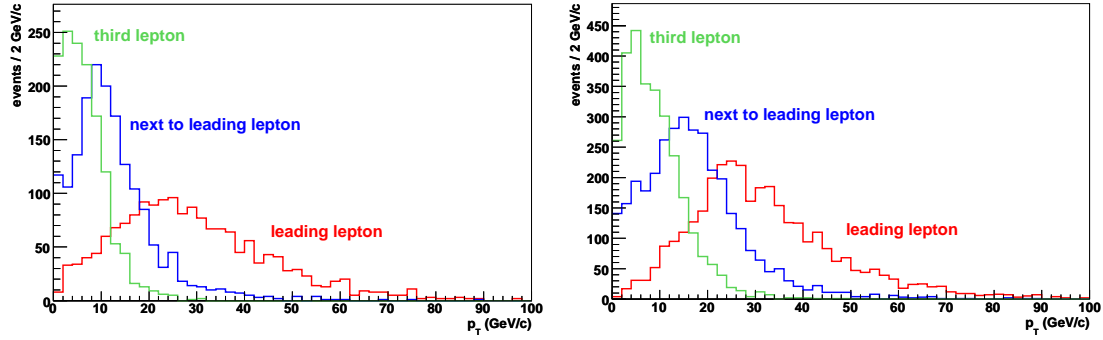 events / 2 GeV/c
250
200
150
100
50
0
third lepton
next to leading lepton
leading lepton
0 10 20 30 40 50 60 70 80 90 100
p_T (GeV/c)
events / 2 GeV/c
450
400
350
300
250
200
150
100
50
0
third lepton
next to leading lepton
leading lepton
0 10 20 30 40 50 60 70 80 90 100
p_T (GeV/c)